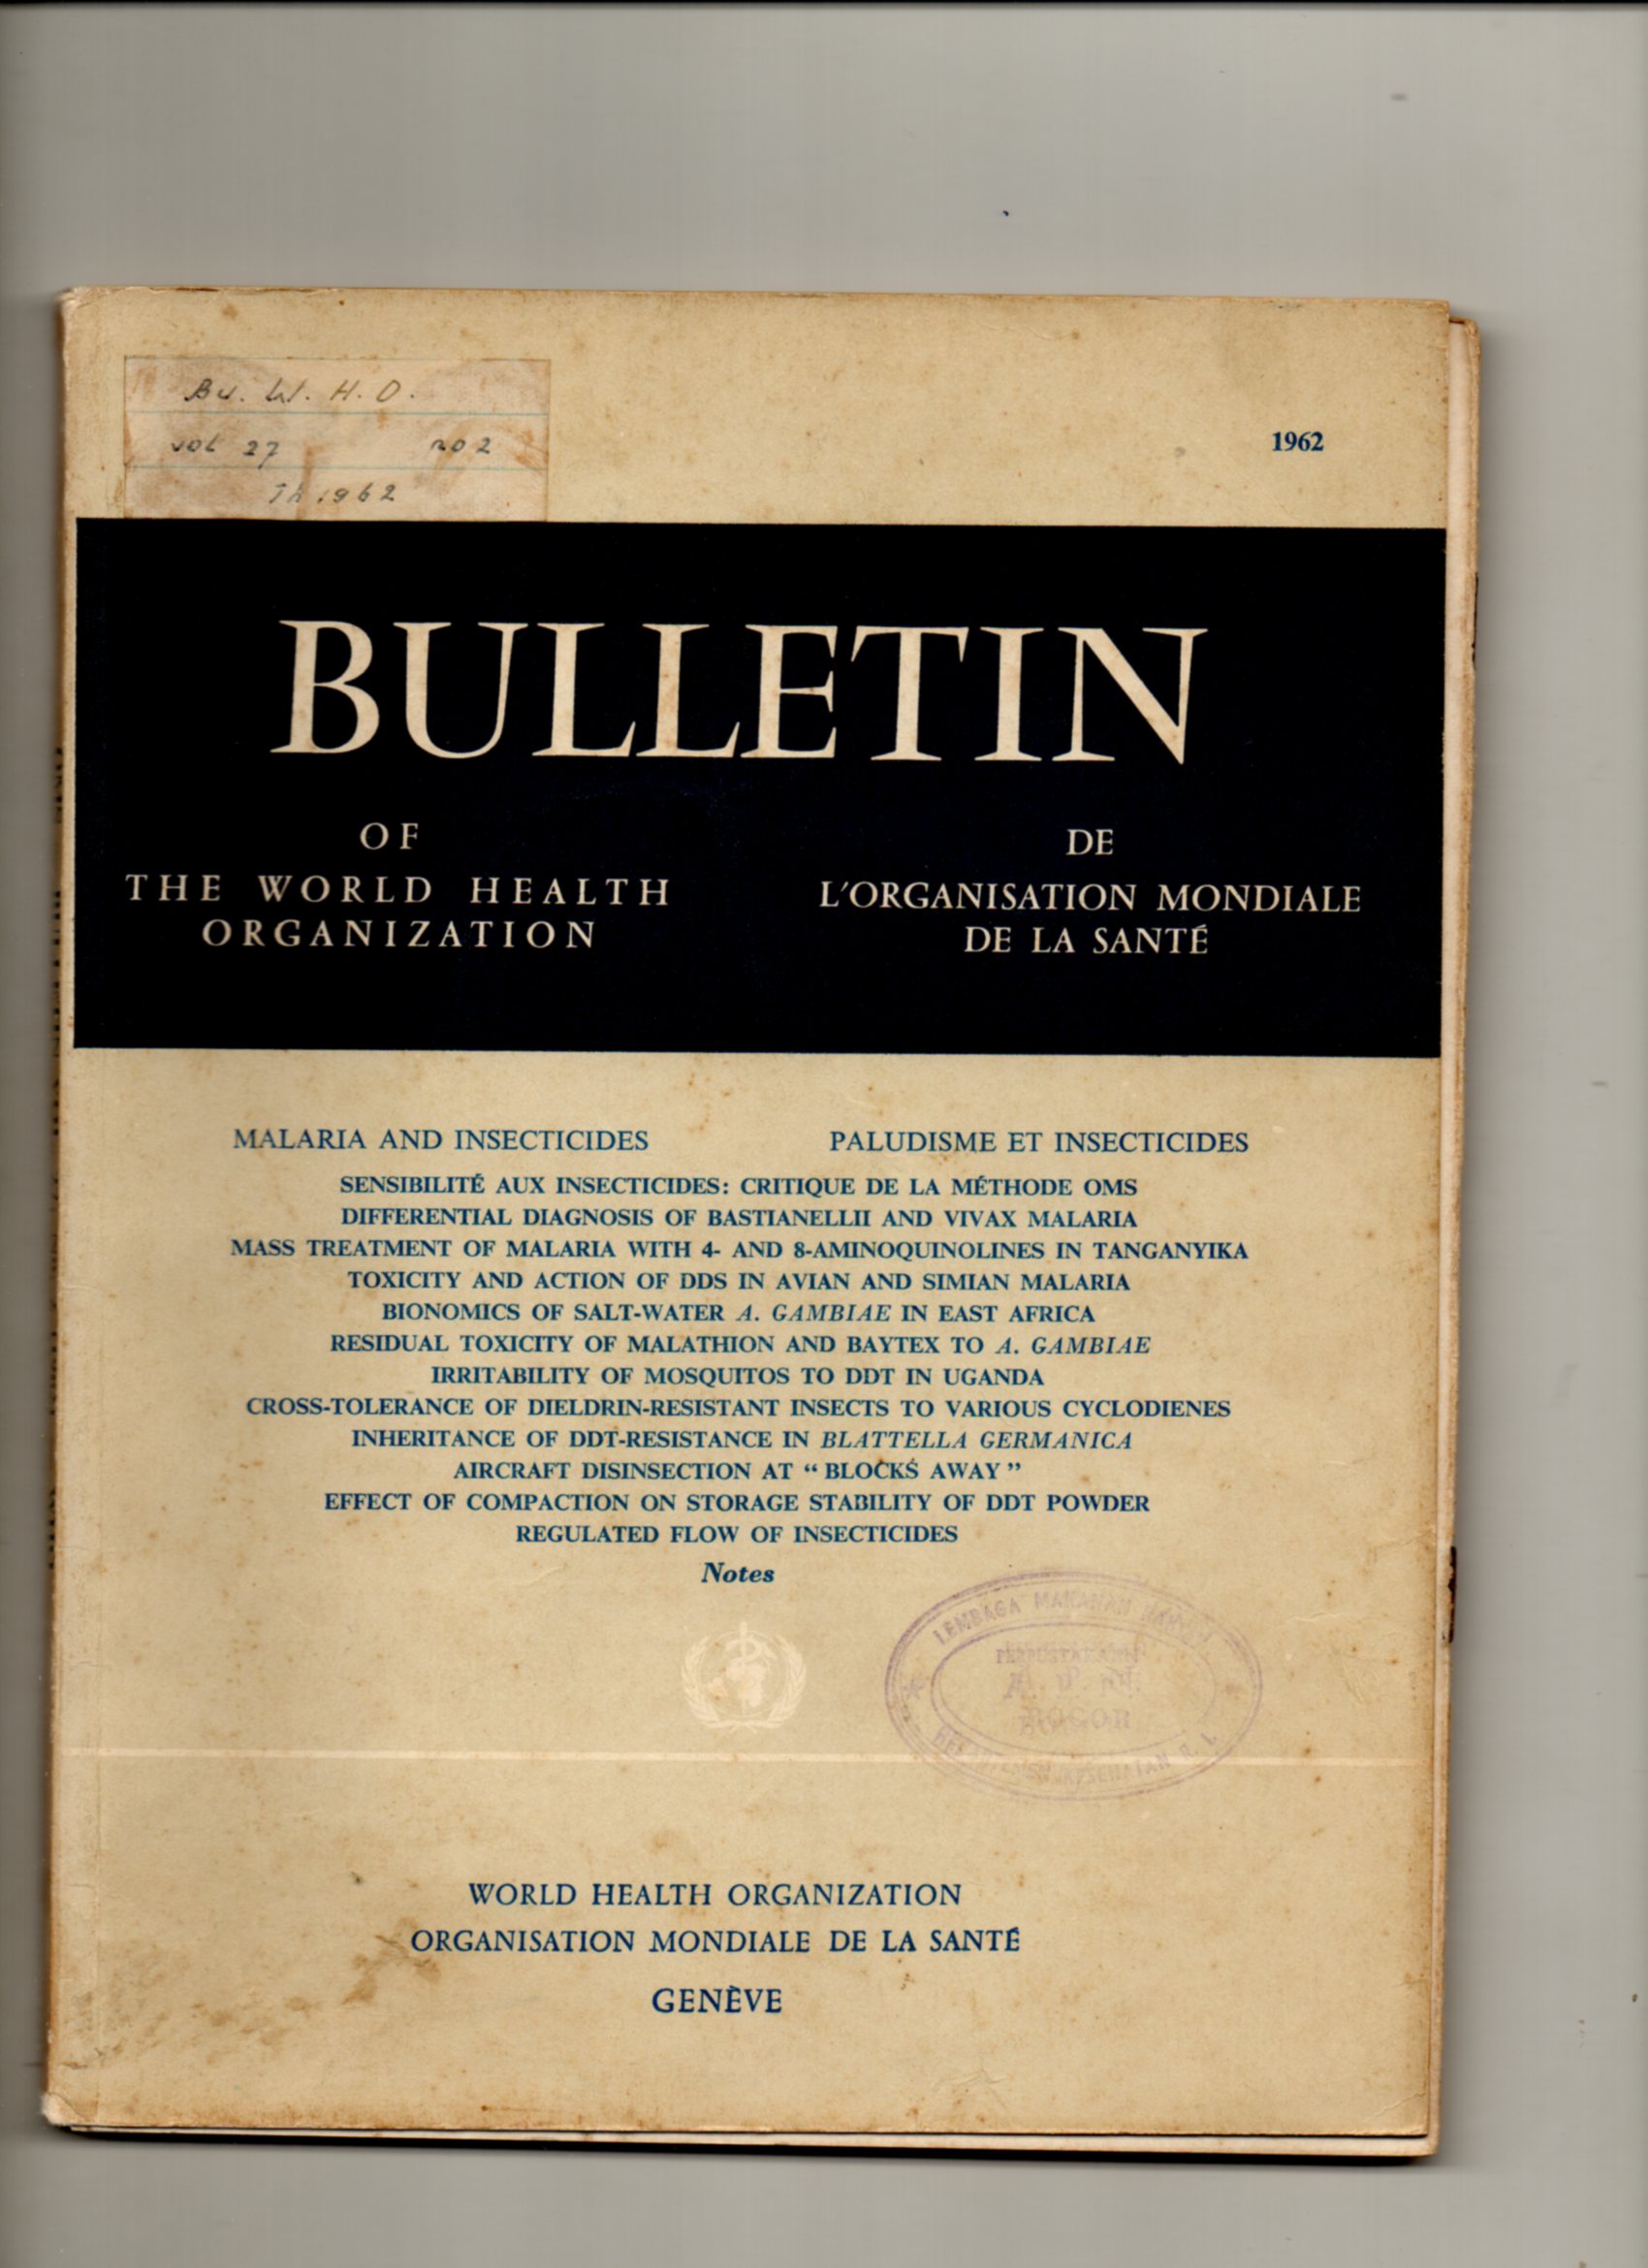 Bu. W. H. O.
vol 27 no 2
Th 1962
1962
BULLETIN
OF
THE WORLD HEALTH
ORGANIZATION
DE
L'ORGANISATION MONDIALE
DE LA SANTÉ
MALARIA AND INSECTICIDES
PALUDISME ET INSECTICIDES
SENSIBILITÉ AUX INSECTICIDES: CRITIQUE DE LA MÉTHODE OMS
DIFFERENTIAL DIAGNOSIS OF BASTIANELLII AND VIVAX MALARIA
MASS TREATMENT OF MALARIA WITH 4- AND 8-AMINOQUINOLINES IN TANGANYIKA
TOXICITY AND ACTION OF DDS IN AVIAN AND SIMIAN MALARIA
BIONOMICS OF SALT-WATER A. GAMBIAE IN EAST AFRICA
RESIDUAL TOXICITY OF MALATHION AND BAYTEX TO A. GAMBIAE
IRRITABILITY OF MOSQUITOS TO DDT IN UGANDA
CROSS-TOLERANCE OF DIELDRIN-RESISTANT INSECTS TO VARIOUS CYCLODIENES
INHERITANCE OF DDT-RESISTANCE IN BLATTELLA GERMANICA
AIRCRAFT DISINSECTION AT “ BLOCKS AWAY ”
EFFECT OF COMPACTION ON STORAGE STABILITY OF DDT POWDER
REGULATED FLOW OF INSECTICIDES
Notes
LEMBAGA MAKANAN
PERPUSTAKAAN
BOGOR
KESEHATAN R. I.
WORLD HEALTH ORGANIZATION
ORGANISATION MONDIALE DE LA SANTÉ
GENÈVE